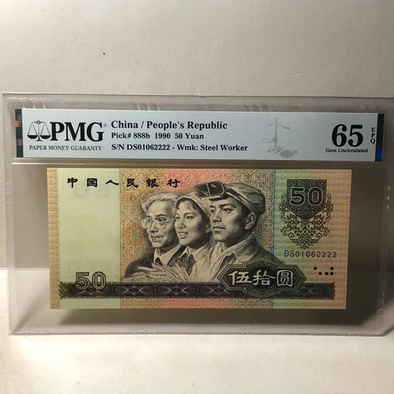 PMG
PAPER MONEY GUARANTY
China / People's Republic
Pick# 888b 1990 50 Yuan
S/N DS01062222 - Wmk: Steel Worker
65 EPQ
Gem Uncirculated
中国人民银行
50
DS01062222
50
伍拾圆